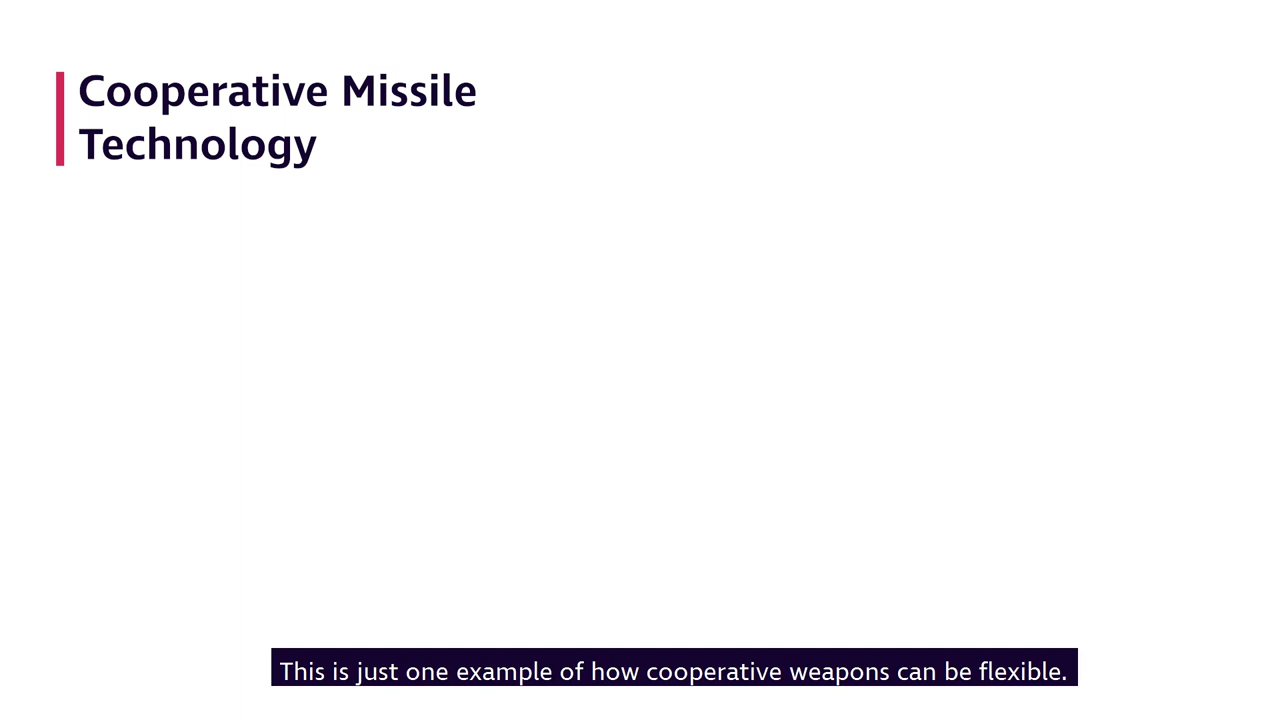 Cooperative Missile
Technology
This is just one example of how cooperative weapons can be flexible.